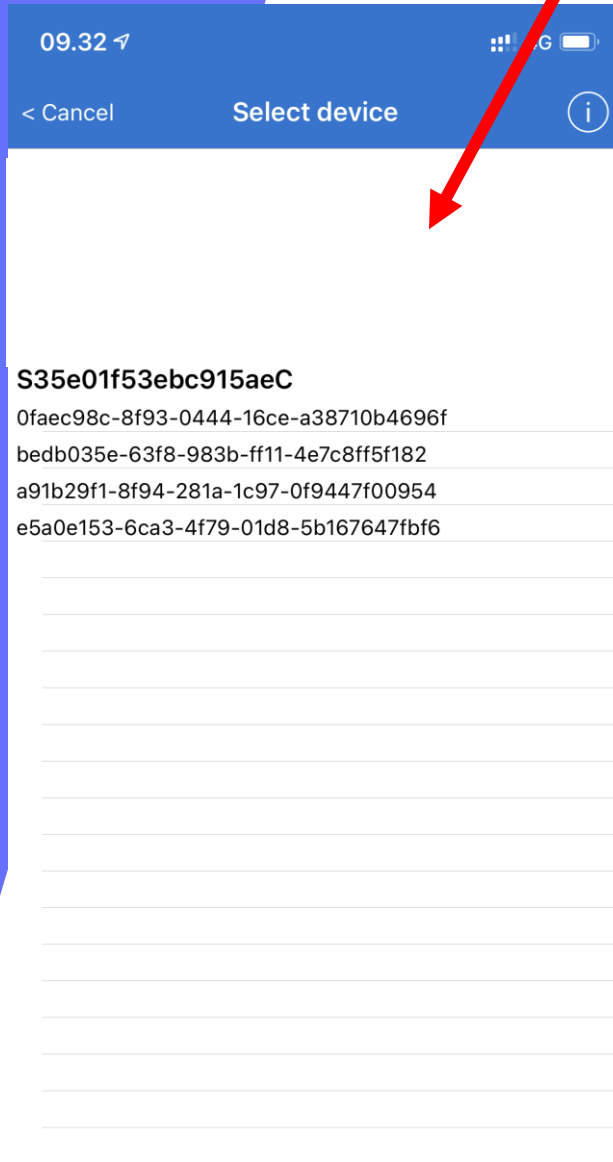 09.32
G
< Cancel
Select device
i
S35e01f53ebc915aeC
0faec98c-8f93-0444-16ce-a38710b4696f
bedb035e-63f8-983b-ff11-4e7c8ff5f182
a91b29f1-8f94-281a-1c97-0f9447f00954
e5a0e153-6ca3-4f79-01d8-5b167647fbf6